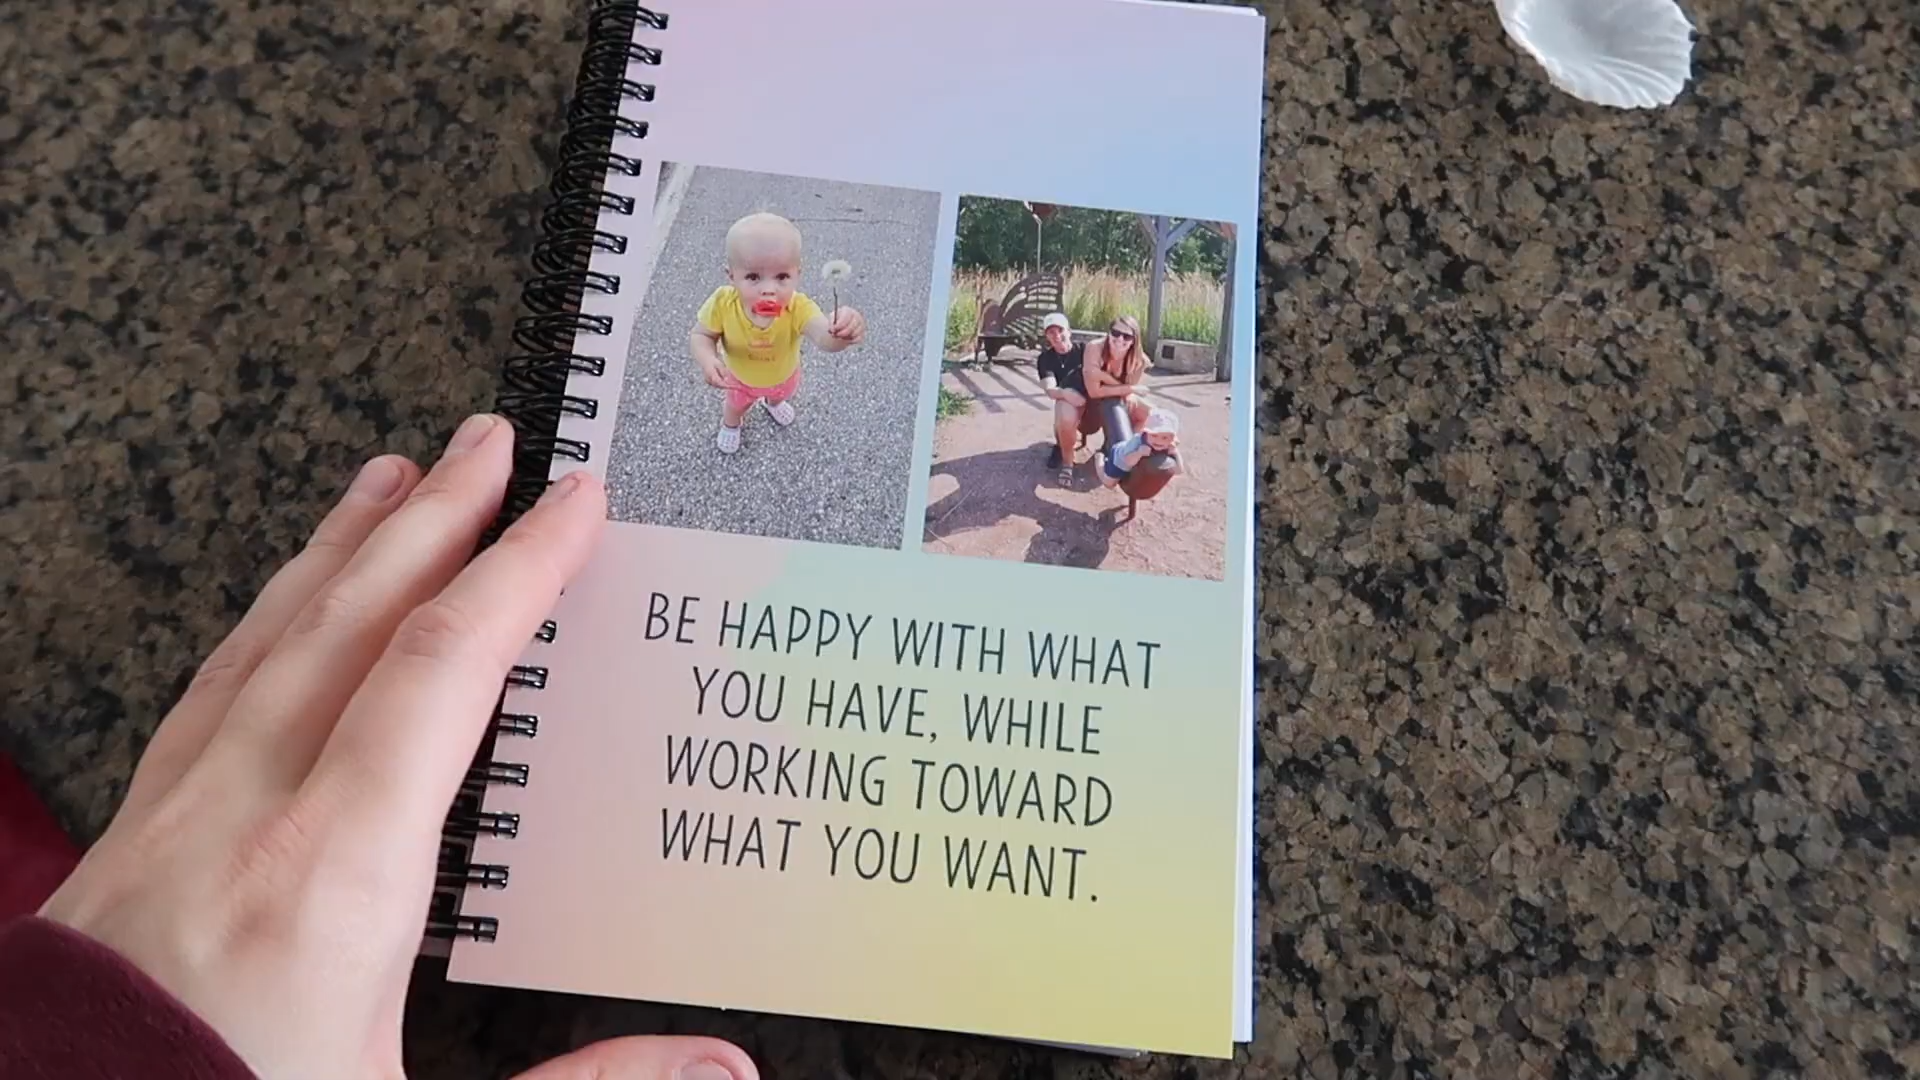 BE HAPPY WITH WHAT
YOU HAVE, WHILE
WORKING TOWARD
WHAT YOU WANT.